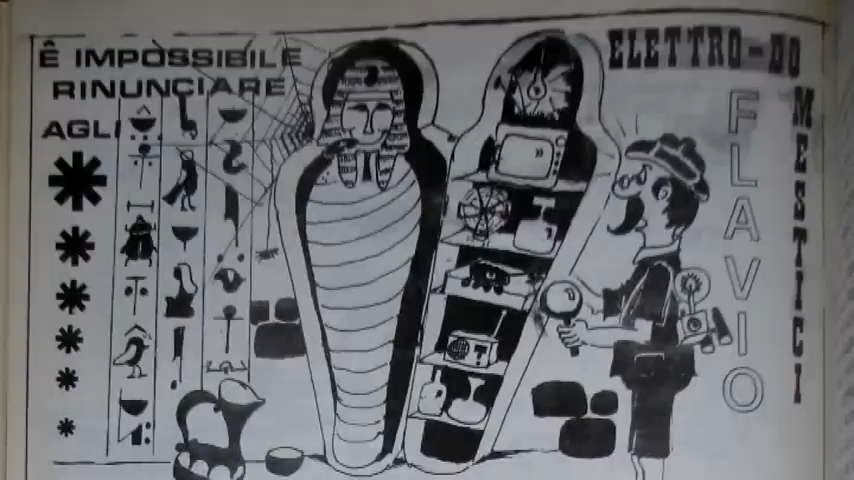 È IMPOSSIBILE
RINUNCIARE
AGLI
ELETTRO-DO
MESTICI
FLAVIO